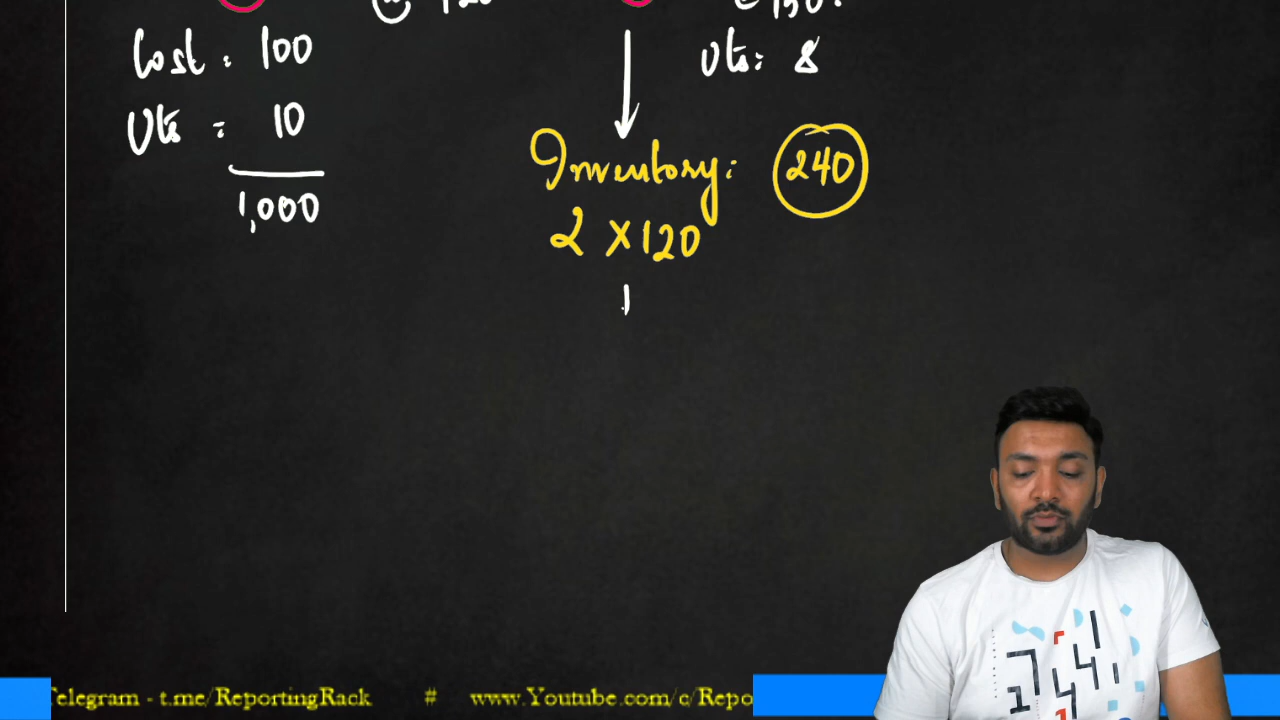 @ 120
Cost : 100
Uts : 8
Uts : 10
Inventory: 240
1,000
2 X 120
Telegram - t.me/ReportingRack # www.Youtube.com/c/Repo